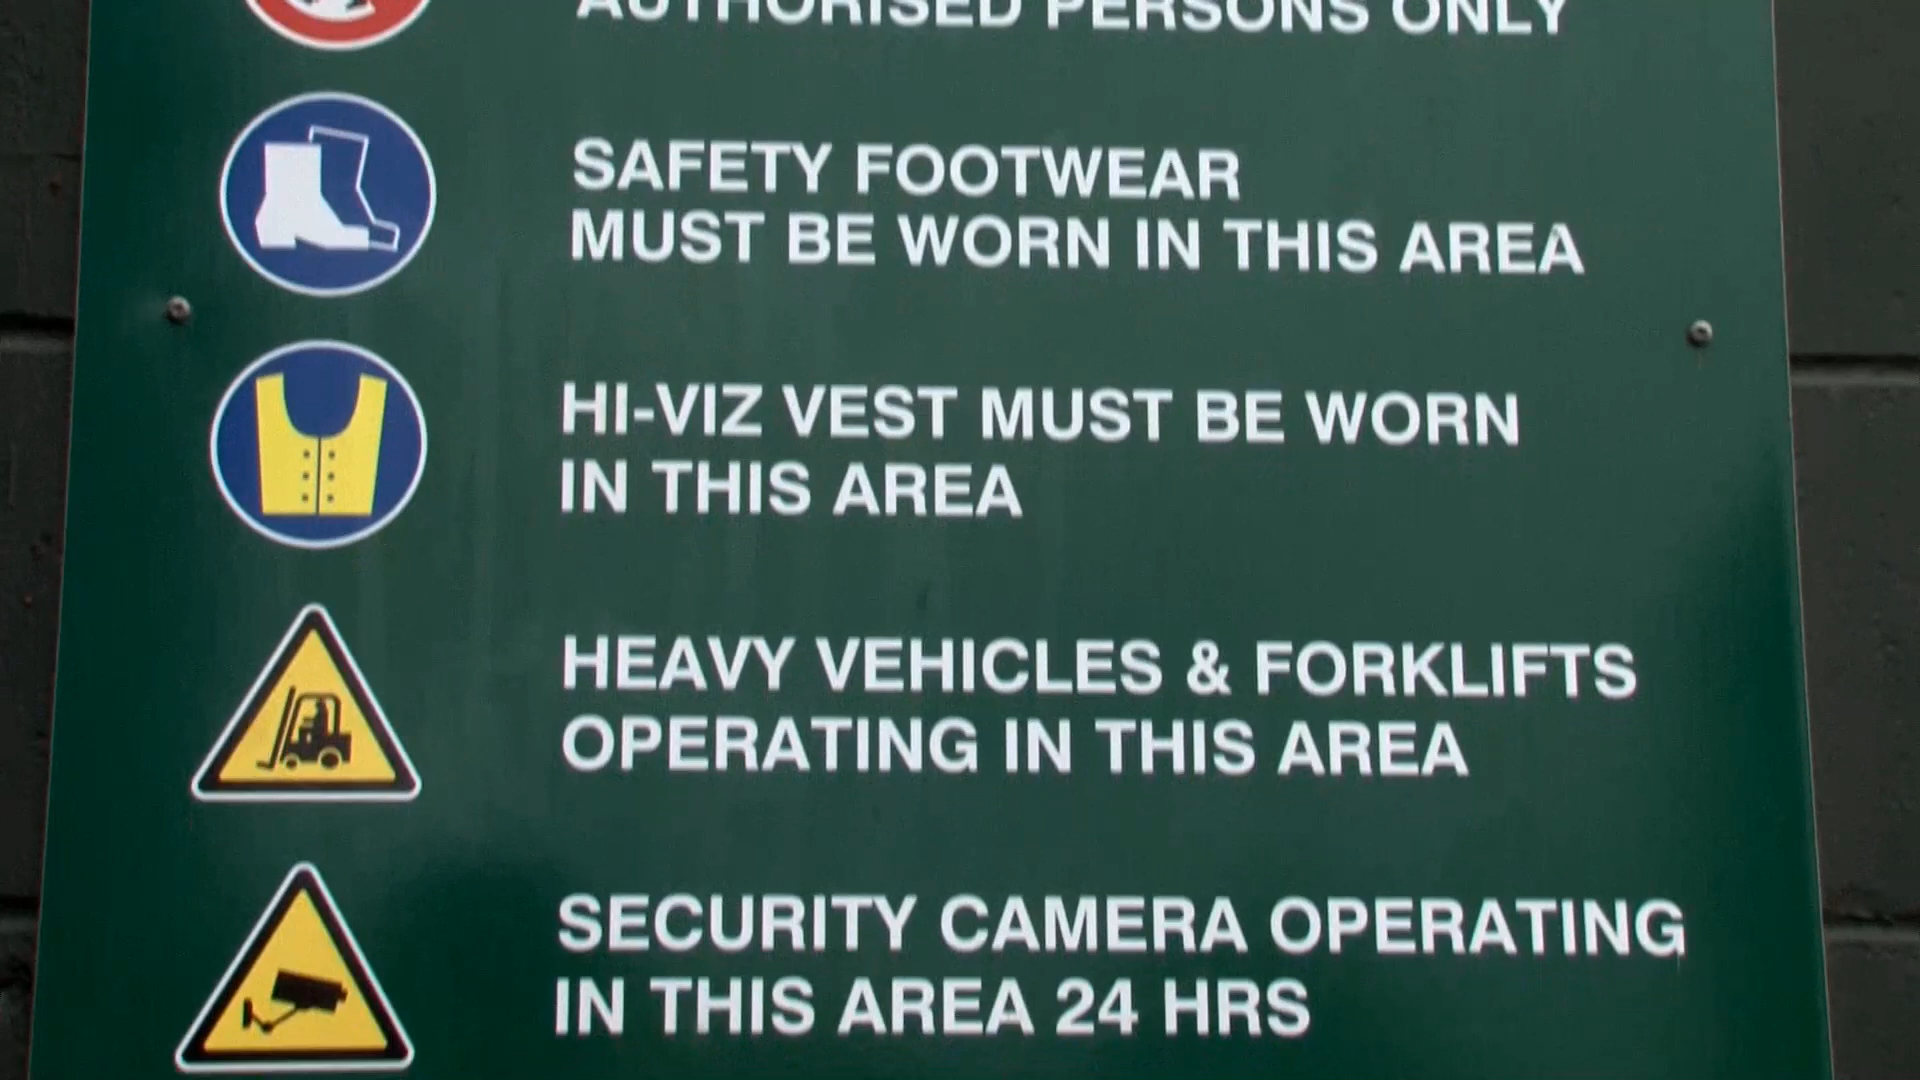 AUTHORISED PERSONS ONLY
SAFETY FOOTWEAR
MUST BE WORN IN THIS AREA
HI-VIZ VEST MUST BE WORN
IN THIS AREA
HEAVY VEHICLES & FORKLIFTS
OPERATING IN THIS AREA
SECURITY CAMERA OPERATING
IN THIS AREA 24 HRS